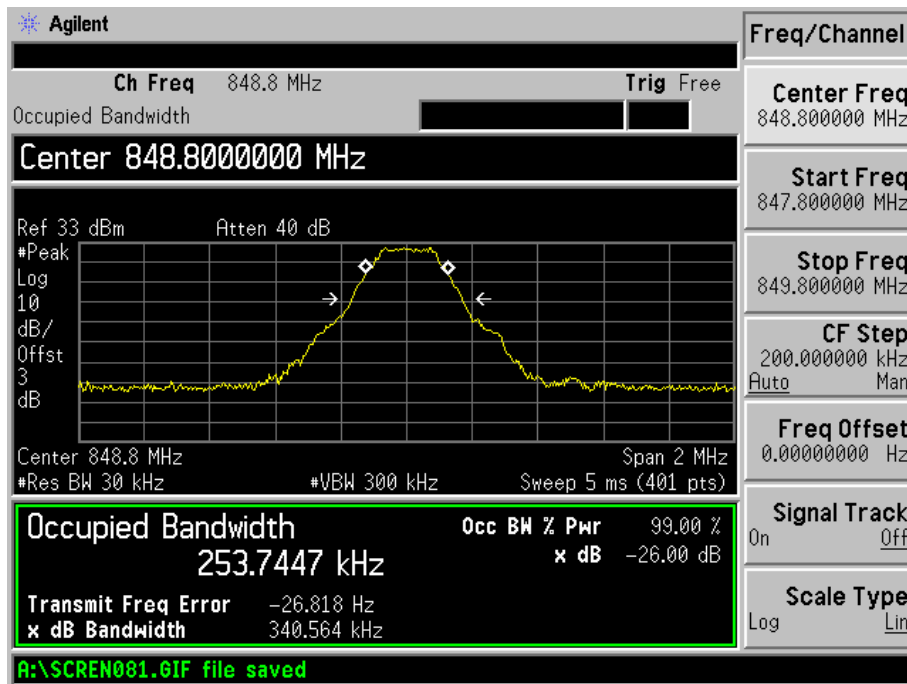 Agilent
Ch Freq 848.8 MHz Trig Free
Occupied Bandwidth
Center 848.8000000 MHz
Ref 33 dBm Atten 40 dB
#Peak
Log
10
dB/
Offst
3
dB
Center 848.8 MHz Span 2 MHz
#Res BW 30 kHz #VBW 300 kHz Sweep 5 ms (401 pts)
Occupied Bandwidth Occ BW % Pwr 99.00 %
253.7447 kHz x dB -26.00 dB
Transmit Freq Error -26.818 Hz
x dB Bandwidth 340.564 kHz
A:\SCREN081.GIF file saved
Freq/Channel
Center Freq
848.800000 MHz
Start Freq
847.800000 MHz
Stop Freq
849.800000 MHz
CF Step
200.000000 kHz
Auto Man
Freq Offset
0.00000000 Hz
Signal Track
On Off
Scale Type
Log Lin